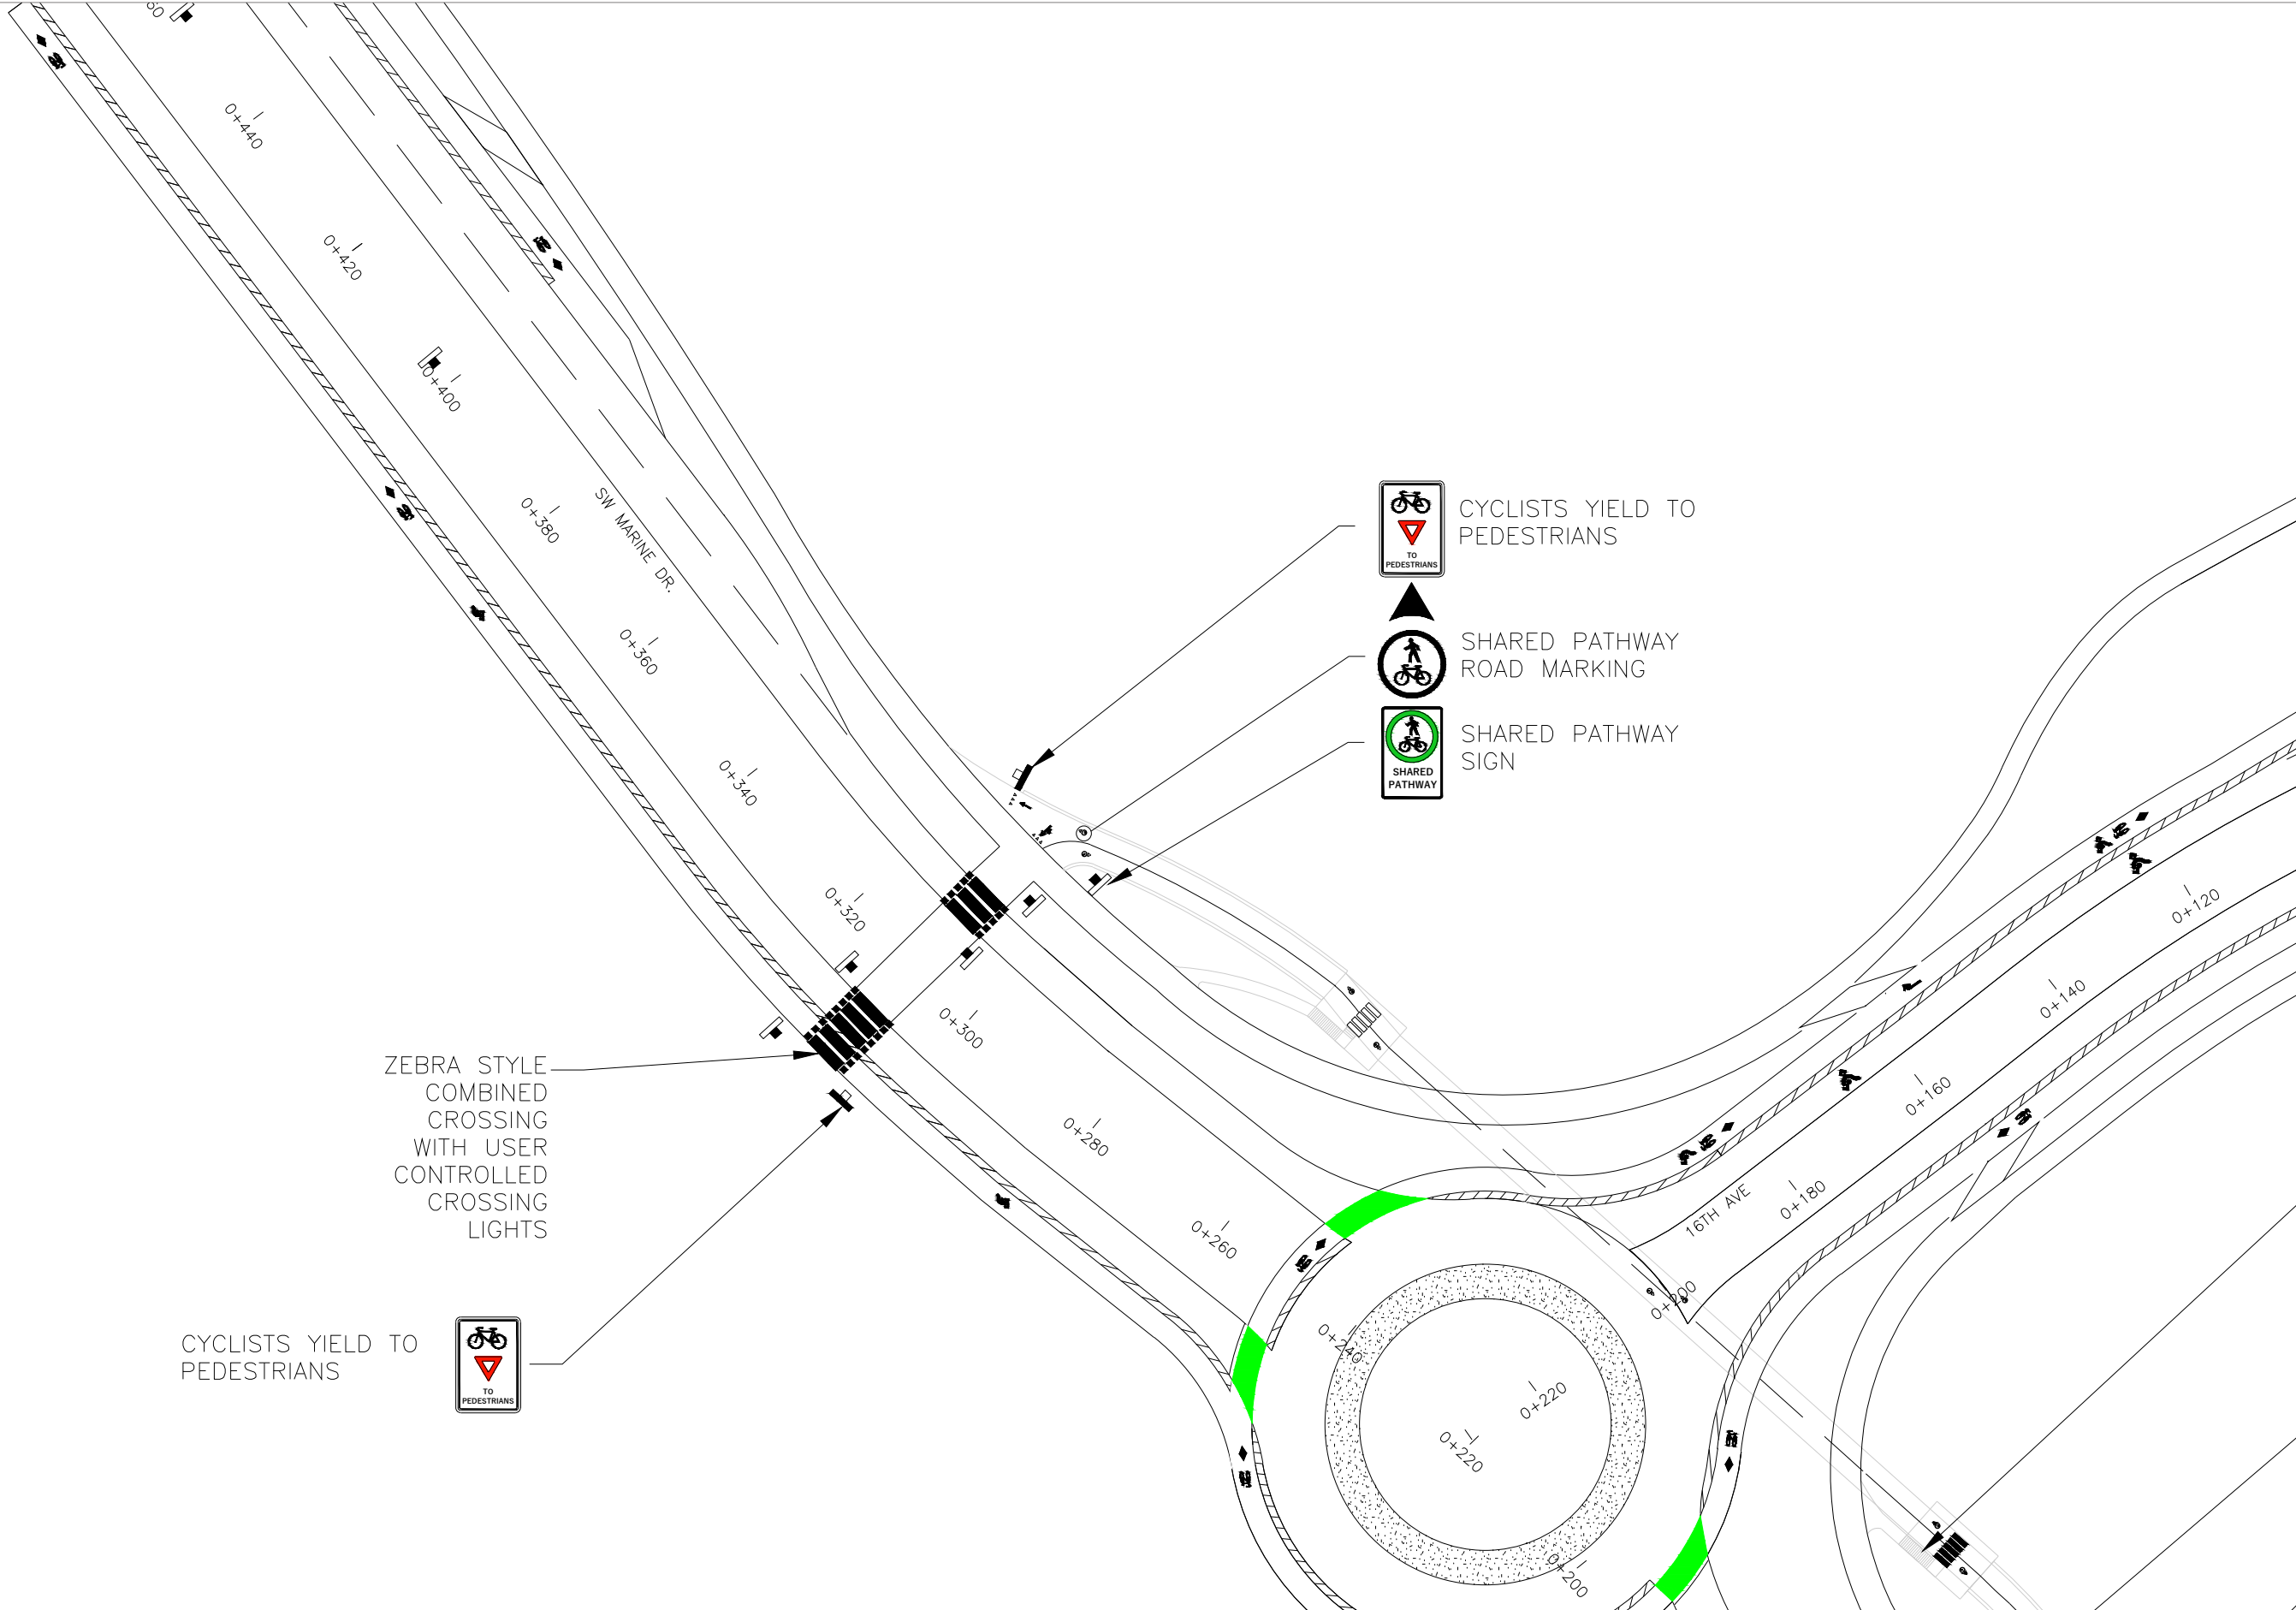 60
0+440
0+420
0+400
0+380
SW MARINE DR.
0+360
0+340
0+320
0+300
0+280
0+260
0+240
0+220
0+220
0+200
0+200
16TH AVE
0+180
0+160
0+140
0+120
CYCLISTS YIELD TO
PEDESTRIANS
TO
PEDESTRIANS
SHARED PATHWAY
ROAD MARKING
SHARED PATHWAY
SIGN
SHARED
PATHWAY
ZEBRA STYLE
COMBINED
CROSSING
WITH USER
CONTROLLED
CROSSING
LIGHTS
CYCLISTS YIELD TO
PEDESTRIANS
TO
PEDESTRIANS